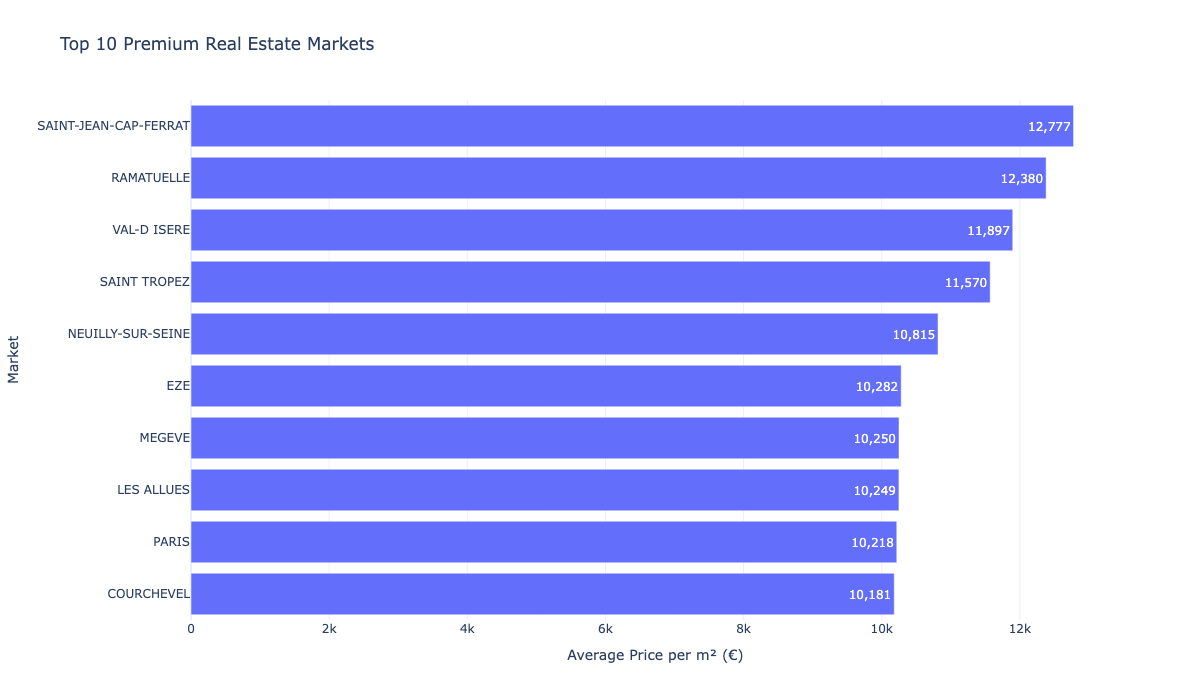 Top 10 Premium Real Estate Markets
Market
SAINT-JEAN-CAP-FERRAT 12,777
RAMATUELLE 12,380
VAL-D ISERE 11,897
SAINT TROPEZ 11,570
NEUILLY-SUR-SEINE 10,815
EZE 10,282
MEGEVE 10,250
LES ALLUES 10,249
PARIS 10,218
COURCHEVEL 10,181
0 2k 4k 6k 8k 10k 12k
Average Price per m² (€)